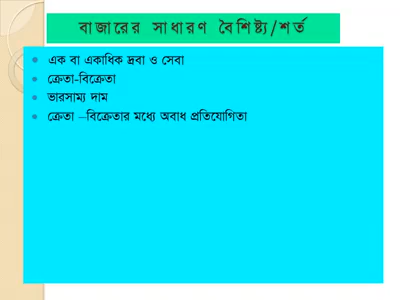 বাজারের সাধারণ বৈশিষ্ট্য/শর্ত
এক বা একাধিক দ্রব্য ও সেবা
ক্রেতা-বিক্রেতা
ভারসাম্য দাম
ক্রেতা –বিক্রেতার মধ্যে অবাধ প্রতিযোগিতা